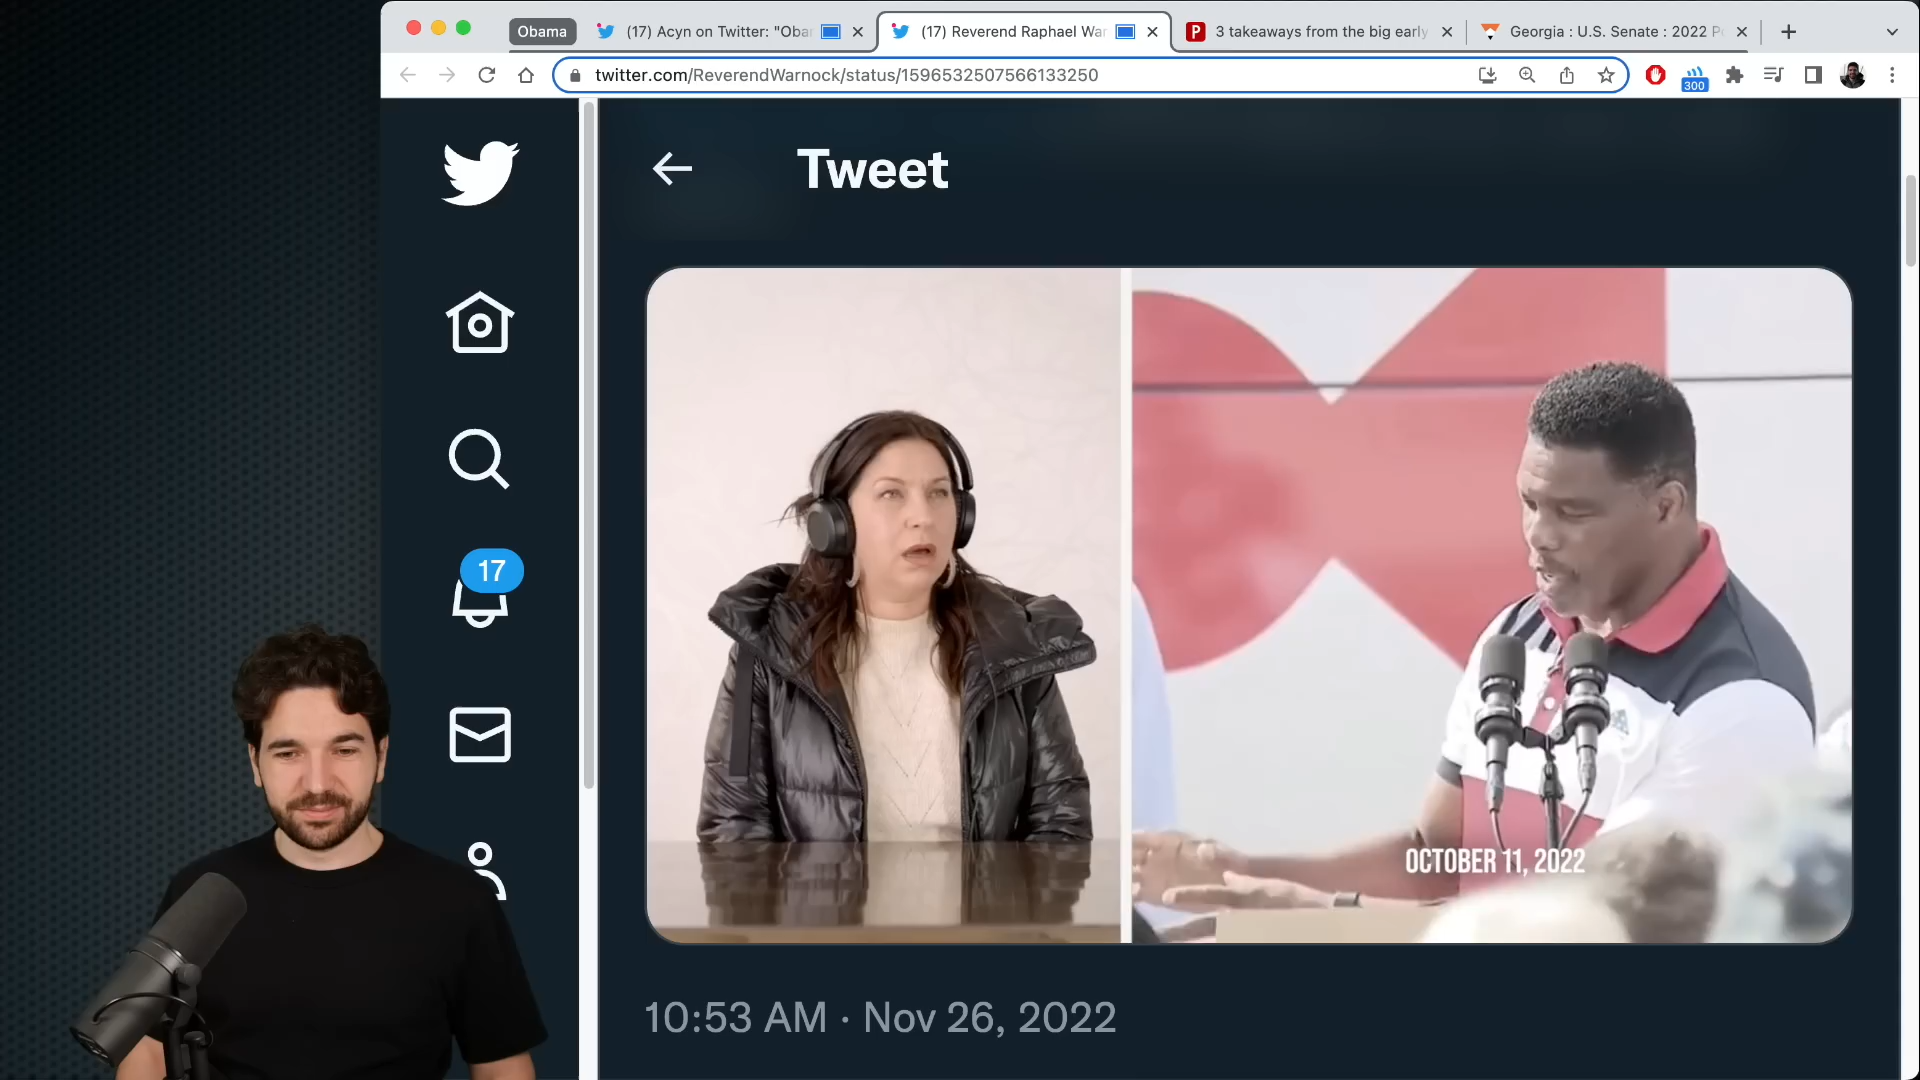 Obama
(17) Acyn on Twitter: "Oba
(17) Reverend Raphael War
3 takeaways from the big early
Georgia : U.S. Senate : 2022 P
twitter.com/ReverendWarnock/status/1596532507566133250
300
Tweet
17
OCTOBER 11, 2022
10:53 AM · Nov 26, 2022